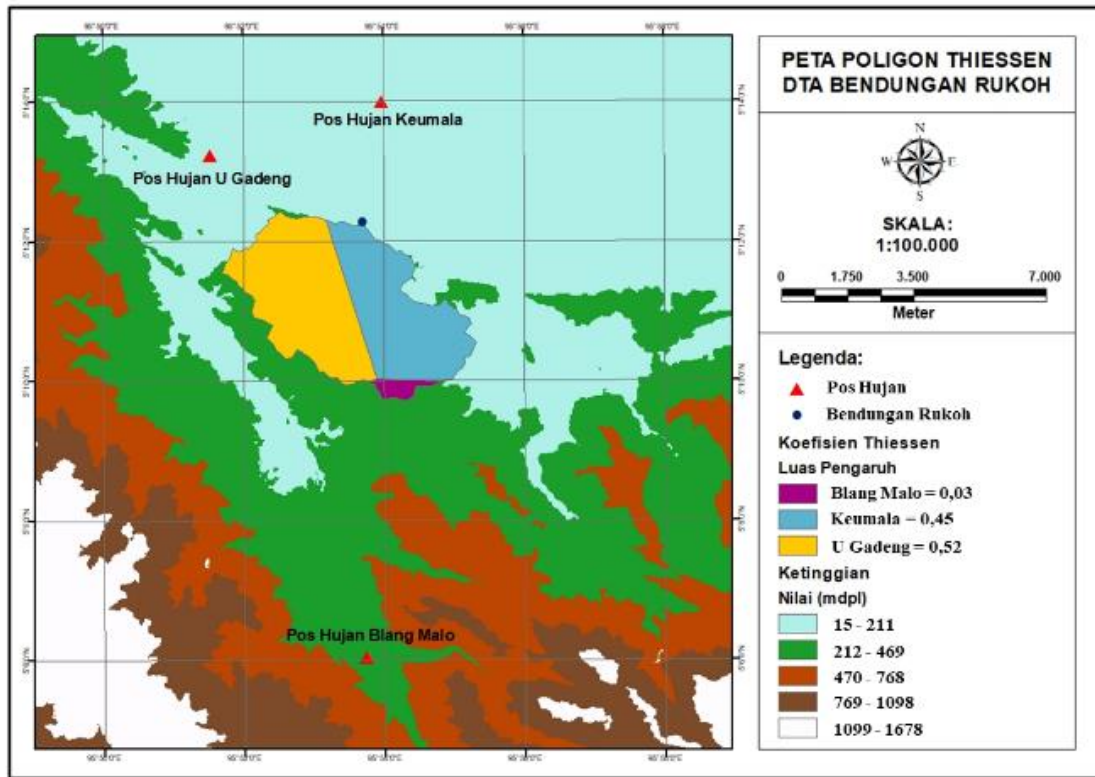 PETA POLIGON THIESSEN
DTA BENDUNGAN RUKOH
N
W E
S
SKALA:
1:100.000
0 1.750 3.500 7.000
Meter
Legenda:
Pos Hujan
Bendungan Rukoh
Koefisien Thiessen
Luas Pengaruh
Blang Malo = 0,03
Keumala = 0,45
U Gadeng = 0,52
Ketinggian
Nilai (mdpl)
15 - 211
212 - 469
470 - 768
769 - 1098
1099 - 1678
Pos Hujan Keumala
Pos Hujan U Gadeng
Pos Hujan Blang Malo